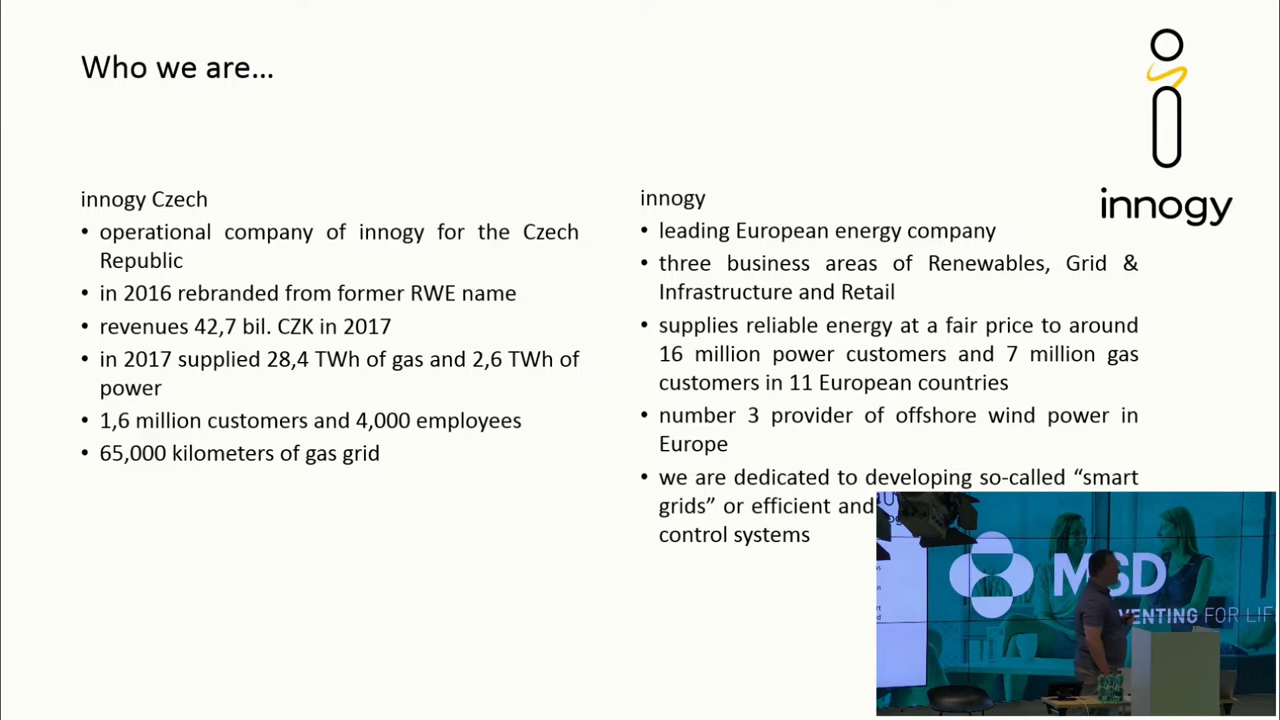 Who we are…
innogy
innogy Czech
• operational company of innogy for the Czech
Republic
• in 2016 rebranded from former RWE name
• revenues 42,7 bil. CZK in 2017
• in 2017 supplied 28,4 TWh of gas and 2,6 TWh of
power
• 1,6 million customers and 4,000 employees
• 65,000 kilometers of gas grid
innogy
• leading European energy company
• three business areas of Renewables, Grid &
Infrastructure and Retail
• supplies reliable energy at a fair price to around
16 million power customers and 7 million gas
customers in 11 European countries
• number 3 provider of offshore wind power in
Europe
• we are dedicated to developing so-called “smart
grids” or efficient and
control systems
MSD
FOR